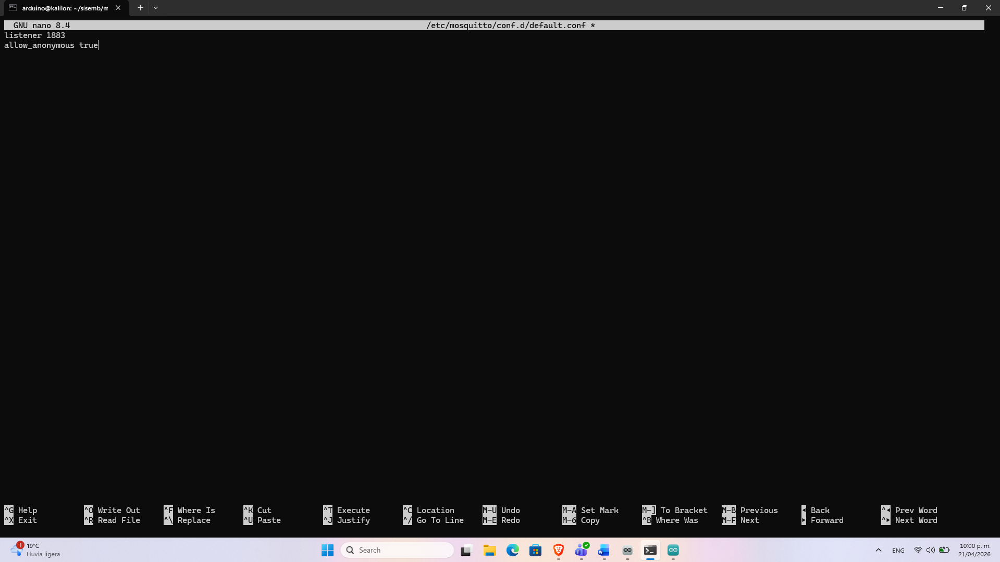 arduino@kalilon: ~/sisemb/m
GNU nano 8.4 /etc/mosquitto/conf.d/default.conf *
listener 1883
allow_anonymous true
^G Help ^O Write Out ^F Where Is ^K Cut ^T Execute ^C Location M-U Undo M-A Set Mark M-] To Bracket M-B Previous ◂ Back ^◂ Prev Word
^X Exit ^R Read File ^\ Replace ^U Paste ^J Justify ^/ Go To Line M-E Redo M-6 Copy ^B Where Was M-F Next ▸ Forward ^▸ Next Word
1
19°C
Lluvia ligera
Search
ENG
10:00 p. m.
21/04/2026